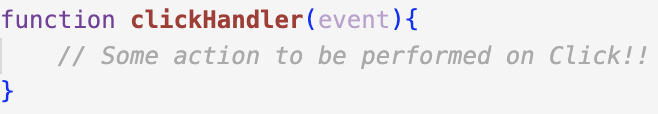 function clickHandler(event){
    // Some action to be performed on Click!!
}